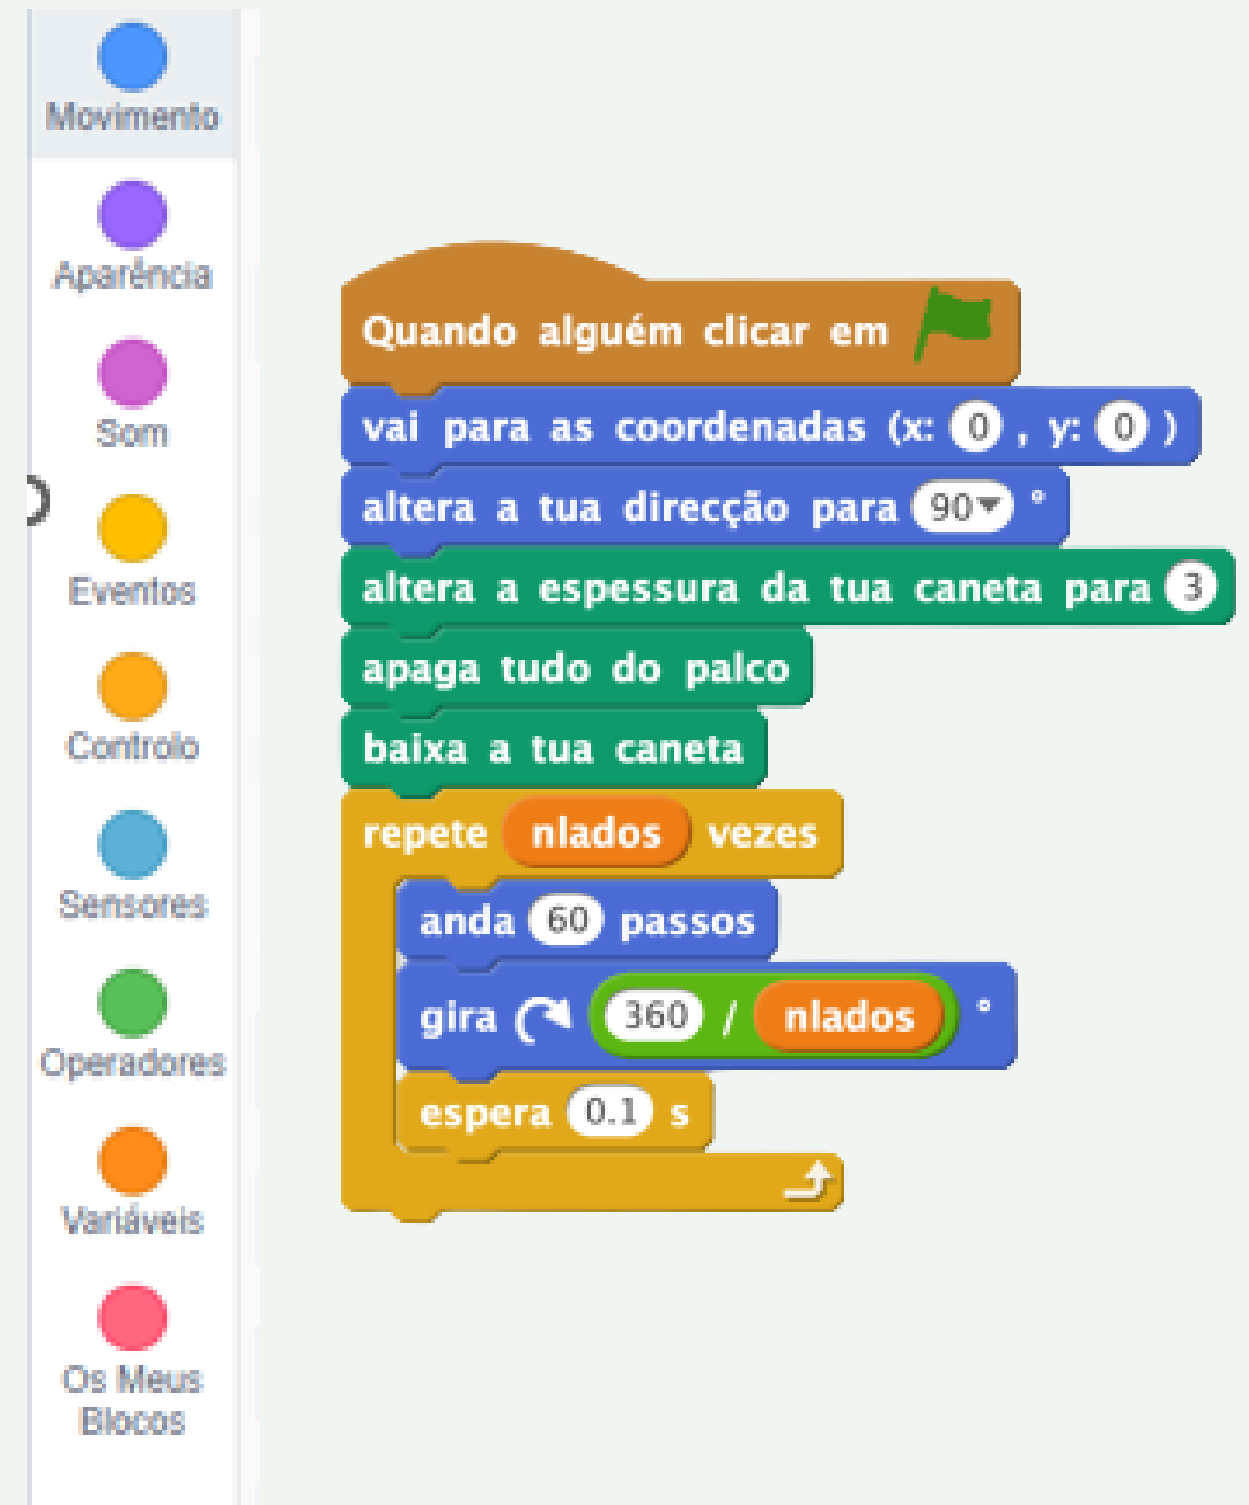 Movimento
Aparência
Som
Eventos
Controlo
Sensores
Operadores
Variáveis
Os Meus
Blocos
Quando alguém clicar em
vai para as coordenadas (x: 0 , y: 0 )
altera a tua direcção para 90 °
altera a espessura da tua caneta para 3
apaga tudo do palco
baixa a tua caneta
repete nlados vezes
anda 60 passos
gira 360 / nlados °
espera 0.1 s